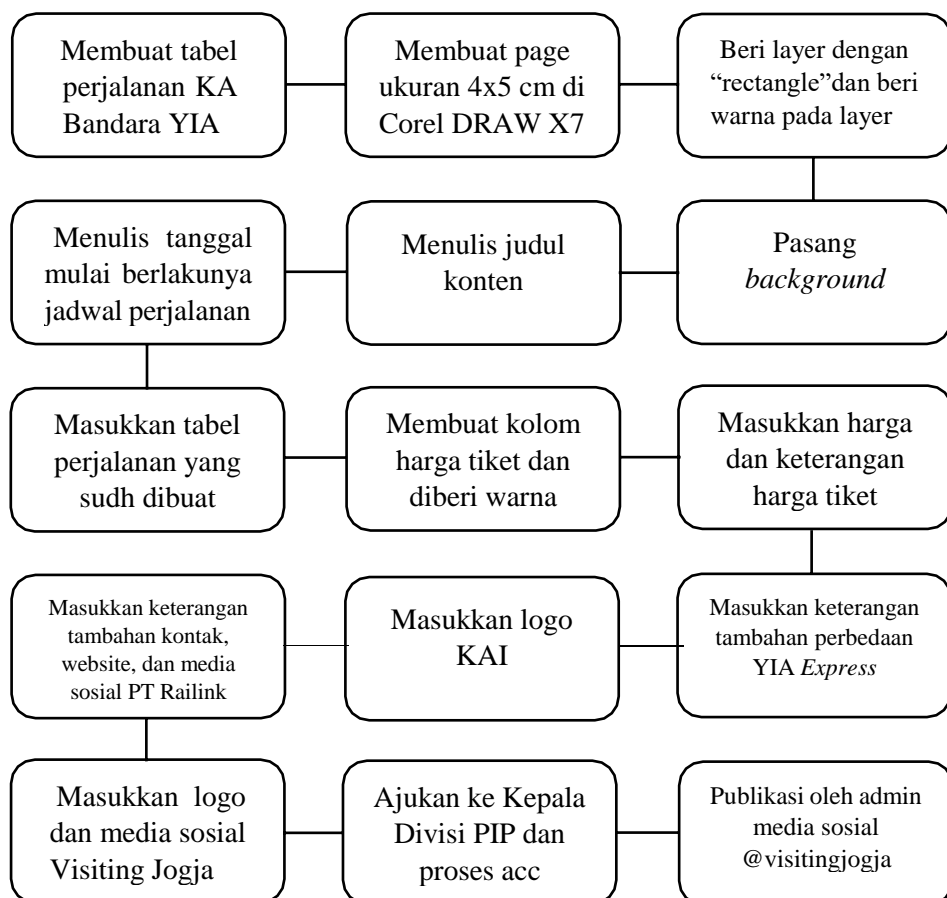 Membuat tabel
perjalanan KA
Bandara YIA
Membuat page
ukuran 4x5 cm di
Corel DRAW X7
Beri layer dengan
“rectangle”dan beri
warna pada layer
Pasang
background
Menulis judul
konten
Menulis tanggal
mulai berlakunya
jadwal perjalanan
Masukkan tabel
perjalanan yang
sudh dibuat
Membuat kolom
harga tiket dan
diberi warna
Masukkan harga
dan keterangan
harga tiket
Masukkan keterangan
tambahan perbedaan
YIA Express
Masukkan logo
KAI
Masukkan keterangan
tambahan kontak,
website, dan media
sosial PT Railink
Masukkan logo
dan media sosial
Visiting Jogja
Ajukan ke Kepala
Divisi PIP dan
proses acc
Publikasi oleh admin
media sosial
@visitingjogja